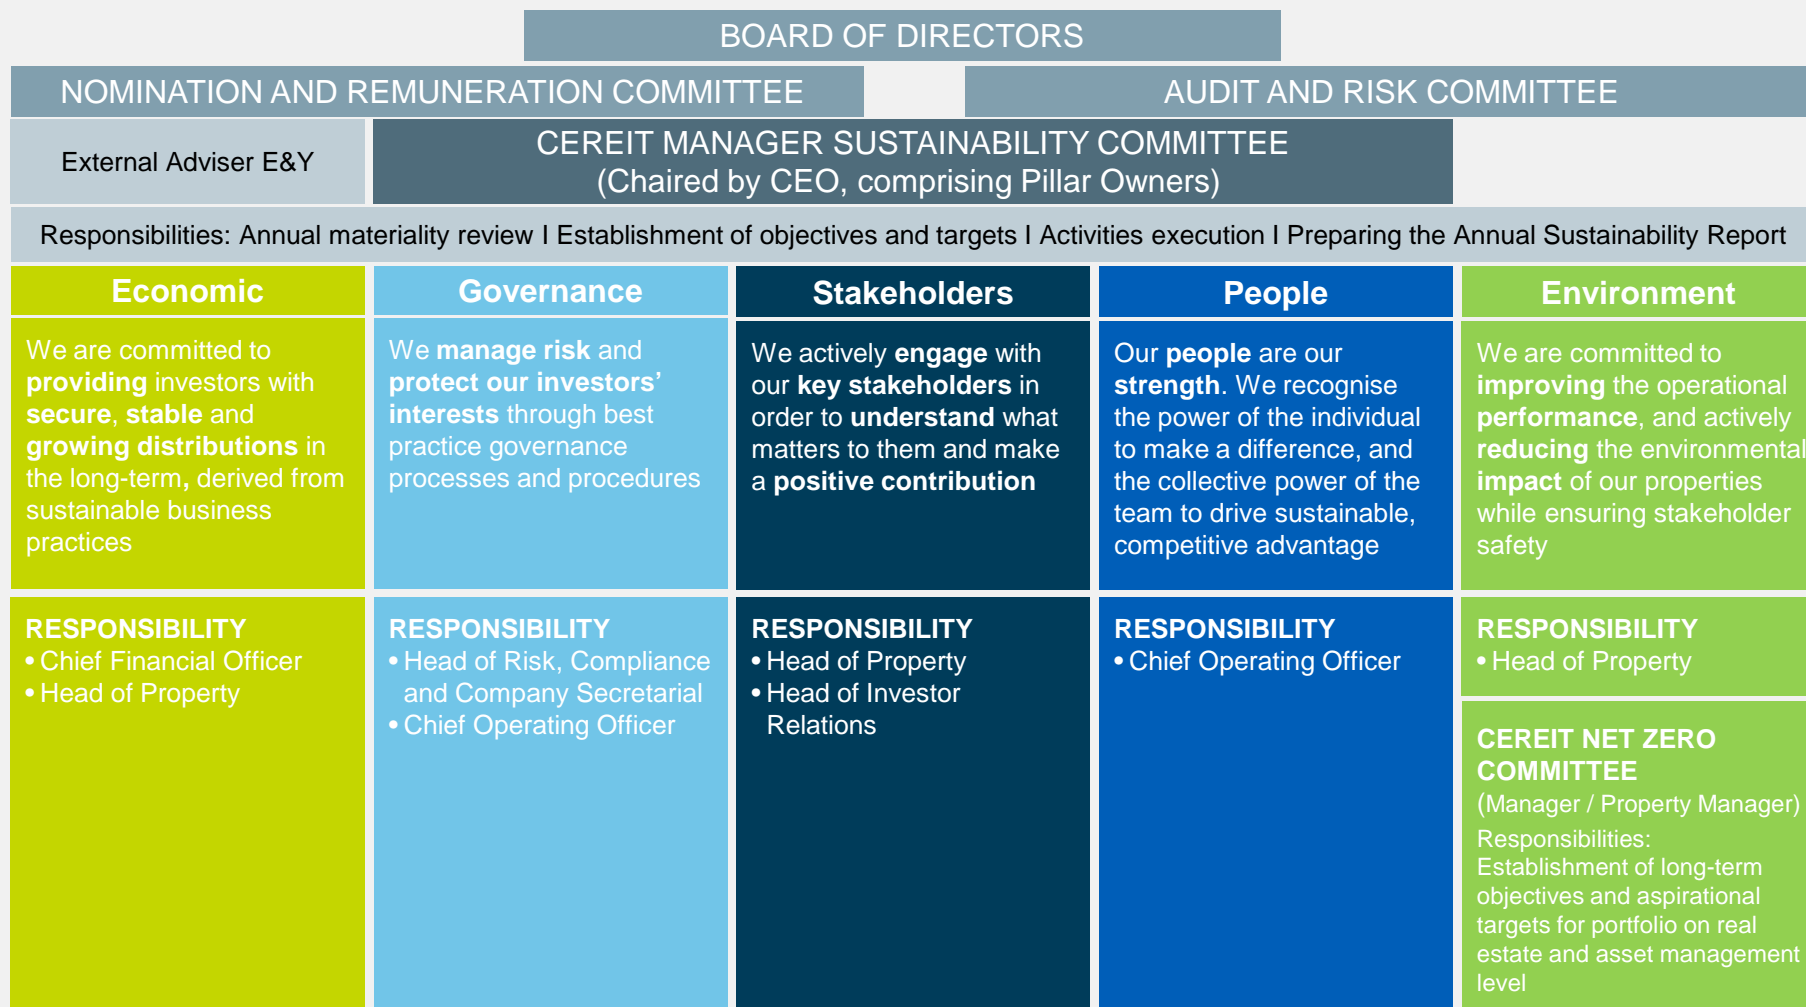 BOARD OF DIRECTORS
NOMINATION AND REMUNERATION COMMITTEE
AUDIT AND RISK COMMITTEE
External Adviser E&Y
CEREIT MANAGER SUSTAINABILITY COMMITTEE
(Chaired by CEO, comprising Pillar Owners)
Responsibilities: Annual materiality review I Establishment of objectives and targets I Activities execution I Preparing the Annual Sustainability Report
Economic
We are committed to
providing investors with
secure, stable and
growing distributions in
the long-term, derived from
sustainable business
practices
RESPONSIBILITY
• Chief Financial Officer
• Head of Property
Governance
We manage risk and
protect our investors’
interests through best
practice governance
processes and procedures
RESPONSIBILITY
• Head of Risk, Compliance
and Company Secretarial
• Chief Operating Officer
Stakeholders
We actively engage with
our key stakeholders in
order to understand what
matters to them and make
a positive contribution
RESPONSIBILITY
• Head of Property
• Head of Investor
Relations
People
Our people are our
strength. We recognise
the power of the individual
to make a difference, and
the collective power of the
team to drive sustainable,
competitive advantage
RESPONSIBILITY
• Chief Operating Officer
Environment
We are committed to
improving the operational
performance, and actively
reducing the environmental
impact of our properties
while ensuring stakeholder
safety
RESPONSIBILITY
• Head of Property
CEREIT NET ZERO
COMMITTEE
(Manager / Property Manager)
Responsibilities:
Establishment of long-term
objectives and aspirational
targets for portfolio on real
estate and asset management
level